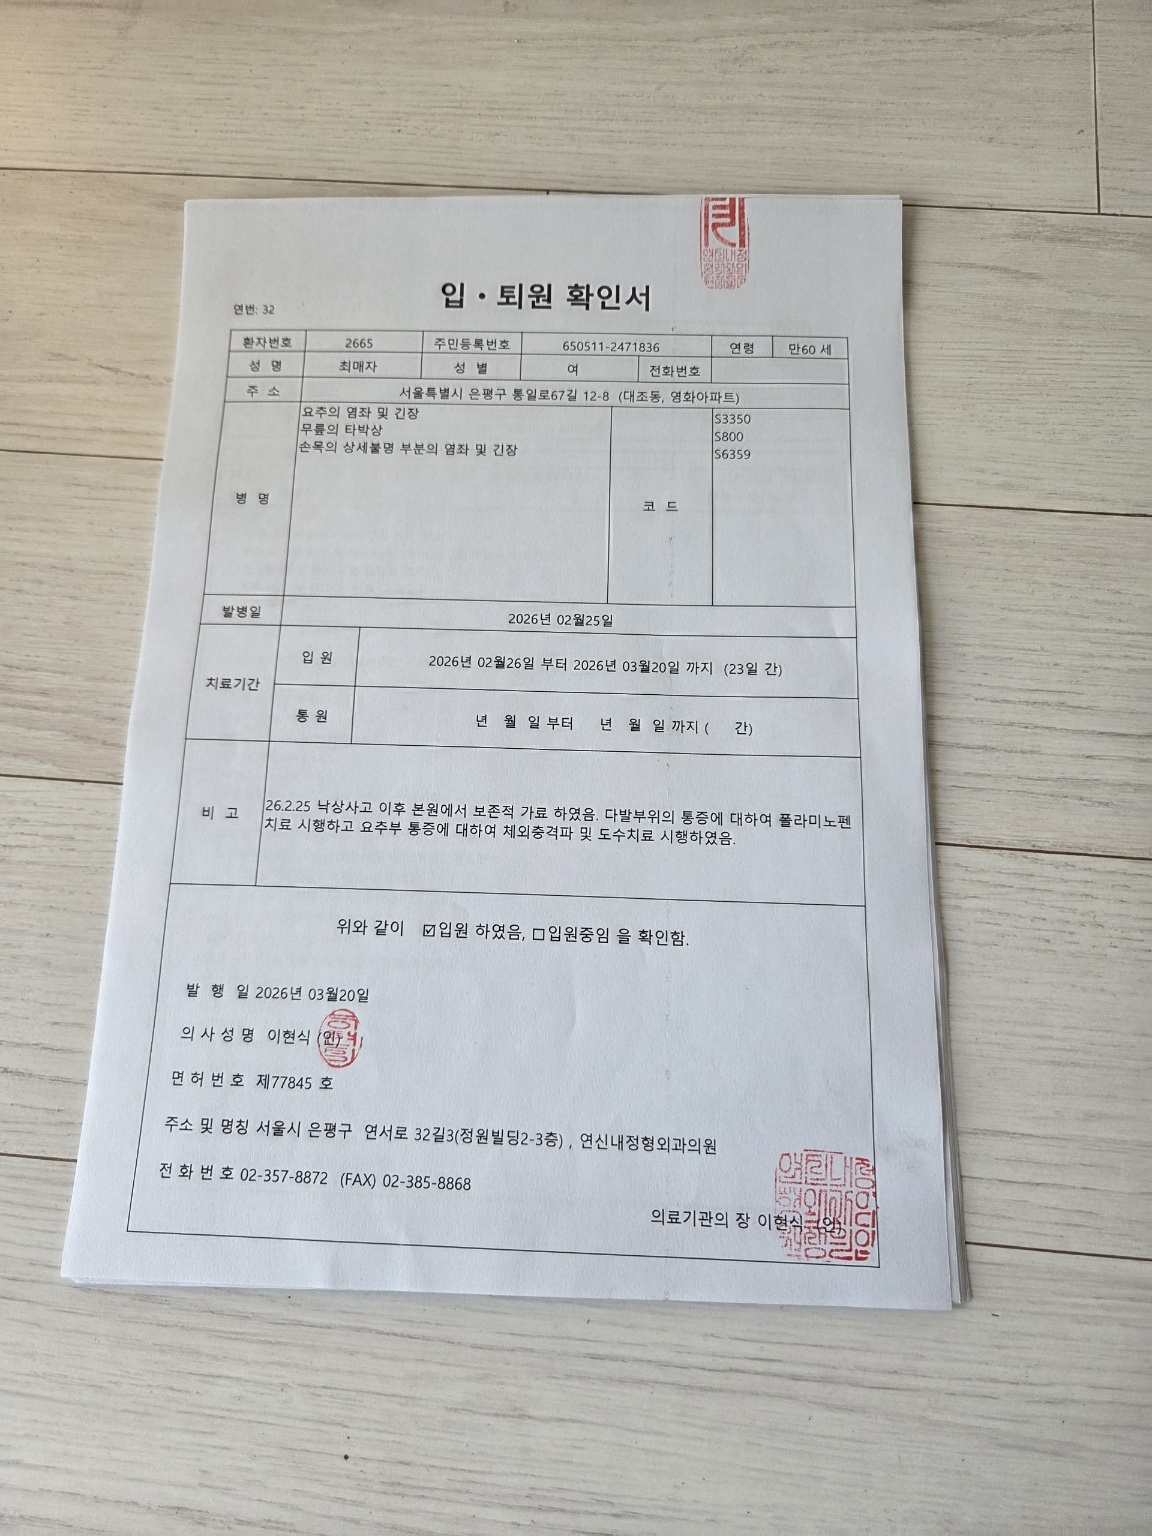 입·퇴원 확인서
연번: 32
환자번호 2665 주민등록번호 650511-2471836 연령 만60 세
성 명 최매자 성 별 여 전화번호
주 소 서울특별시 은평구 통일로67길 12-8 (대조동, 영화아파트)
병 명 코 드
요추의 염좌 및 긴장 S3350
무릎의 타박상 S800
손목의 상세불명 부분의 염좌 및 긴장 S6359
발병일 2026년 02월25일
치료기간
입 원 2026년 02월26일 부터 2026년 03월20일 까지 (23일 간)
통 원 년 월 일 부터 년 월 일 까지 ( 간)
비 고
26.2.25 낙상사고 이후 본원에서 보존적 가료 하였음. 다발부위의 통증에 대하여 폴라미노펜
치료 시행하고 요추부 통증에 대하여 체외충격파 및 도수치료 시행하였음.
위와 같이 ☑입원 하였음, □입원중임 을 확인함.
발 행 일 2026년 03월20일
의 사 성 명 이현식 (인)
면 허 번 호 제77845 호
주소 및 명칭 서울시 은평구 연서로 32길3(정원빌딩2-3층) , 연신내정형외과의원
전 화 번 호 02-357-8872 (FAX) 02-385-8868
의료기관의 장 이현식 (인)